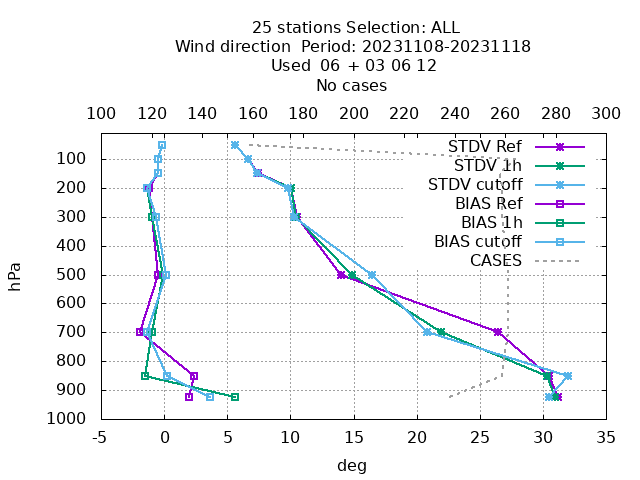 25 stations Selection: ALL
Wind direction  Period: 20231108-20231118
Used  06 + 03 06 12
No cases
100 120 140 160 180 200 220 240 260 280 300
STDV Ref
STDV 1h
STDV cutoff
BIAS Ref
BIAS 1h
BIAS cutoff
CASES
hPa
100
200
300
400
500
600
700
800
900
1000
-5 0 5 10 15 20 25 30 35
deg